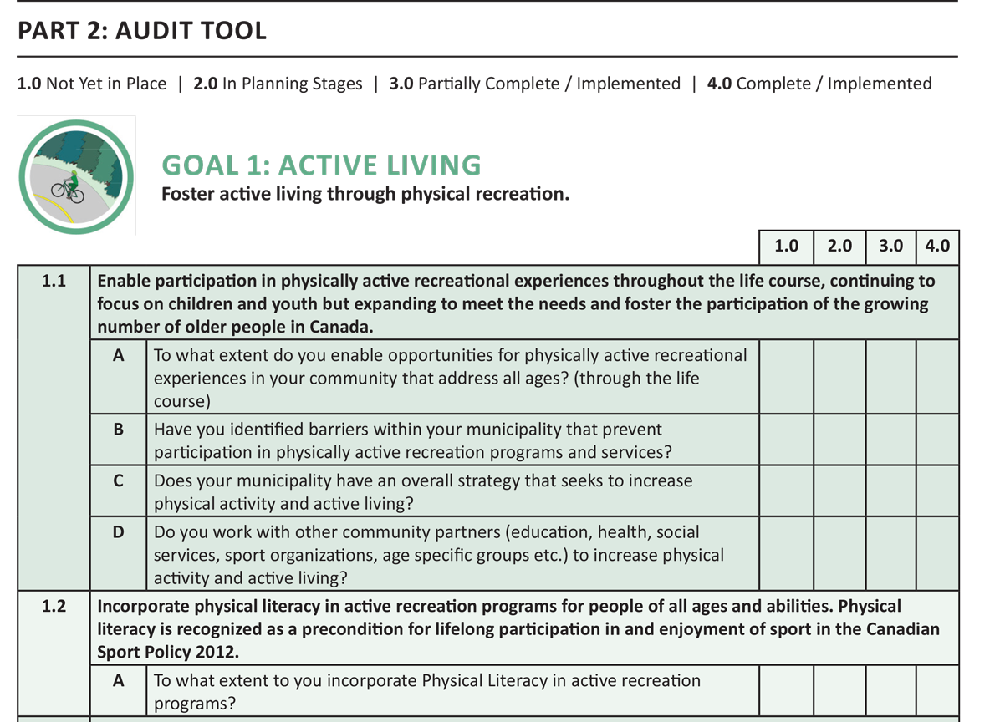 PART 2: AUDIT TOOL
1.0 Not Yet in Place | 2.0 In Planning Stages | 3.0 Partially Complete / Implemented | 4.0 Complete / Implemented
GOAL 1: ACTIVE LIVING
Foster active living through physical recreation.
1.0 2.0 3.0 4.0
1.1 Enable participation in physically active recreational experiences throughout the life course, continuing to
focus on children and youth but expanding to meet the needs and foster the participation of the growing
number of older people in Canada.
A To what extent do you enable opportunities for physically active recreational
experiences in your community that address all ages? (through the life
course)
B Have you identified barriers within your municipality that prevent
participation in physically active recreation programs and services?
C Does your municipality have an overall strategy that seeks to increase
physical activity and active living?
D Do you work with other community partners (education, health, social
services, sport organizations, age specific groups etc.) to increase physical
activity and active living?
1.2 Incorporate physical literacy in active recreation programs for people of all ages and abilities. Physical
literacy is recognized as a precondition for lifelong participation in and enjoyment of sport in the Canadian
Sport Policy 2012.
A To what extent to you incorporate Physical Literacy in active recreation
programs?